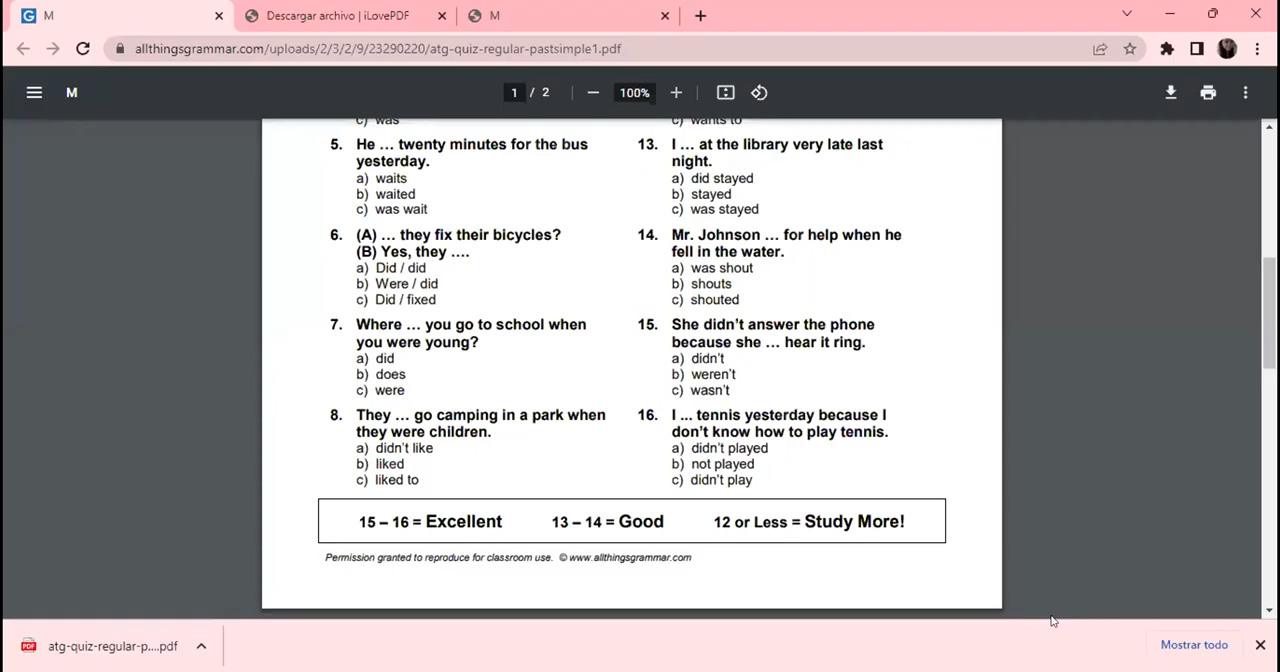 M
Descargar archivo | iLovePDF
M
allthingsgrammar.com/uploads/2/3/2/9/23290220/atg-quiz-regular-pastsimple1.pdf
M
1 / 2
100%
c) was
5. He … twenty minutes for the bus
yesterday.
a) waits
b) waited
c) was wait
6. (A) … they fix their bicycles?
(B) Yes, they ….
a) Did / did
b) Were / did
c) Did / fixed
7. Where … you go to school when
you were young?
a) did
b) does
c) were
8. They … go camping in a park when
they were children.
a) didn't like
b) liked
c) liked to
c) wants to
13. I … at the library very late last
night.
a) did stayed
b) stayed
c) was stayed
14. Mr. Johnson … for help when he
fell in the water.
a) was shout
b) shouts
c) shouted
15. She didn't answer the phone
because she … hear it ring.
a) didn't
b) weren't
c) wasn't
16. I ... tennis yesterday because I
don't know how to play tennis.
a) didn't played
b) not played
c) didn't play
15 – 16 = Excellent 13 – 14 = Good 12 or Less = Study More!
Permission granted to reproduce for classroom use. © www.allthingsgrammar.com
atg-quiz-regular-p....pdf
Mostrar todo